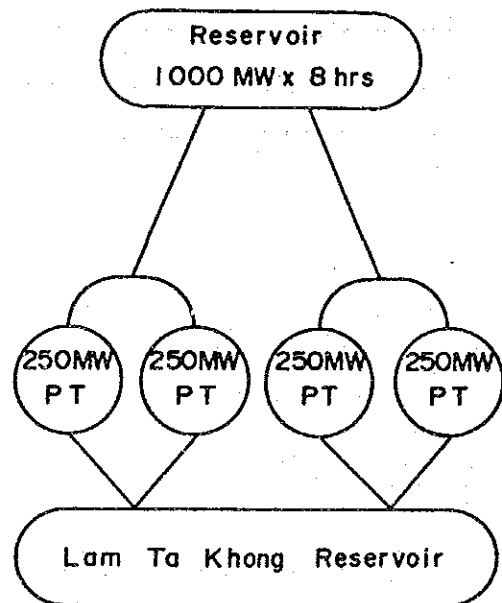 Reservoir
1000 MW x 8 hrs
250MW
PT
250MW
PT
250MW
PT
250MW
PT
Lam Ta Khong Reservoir